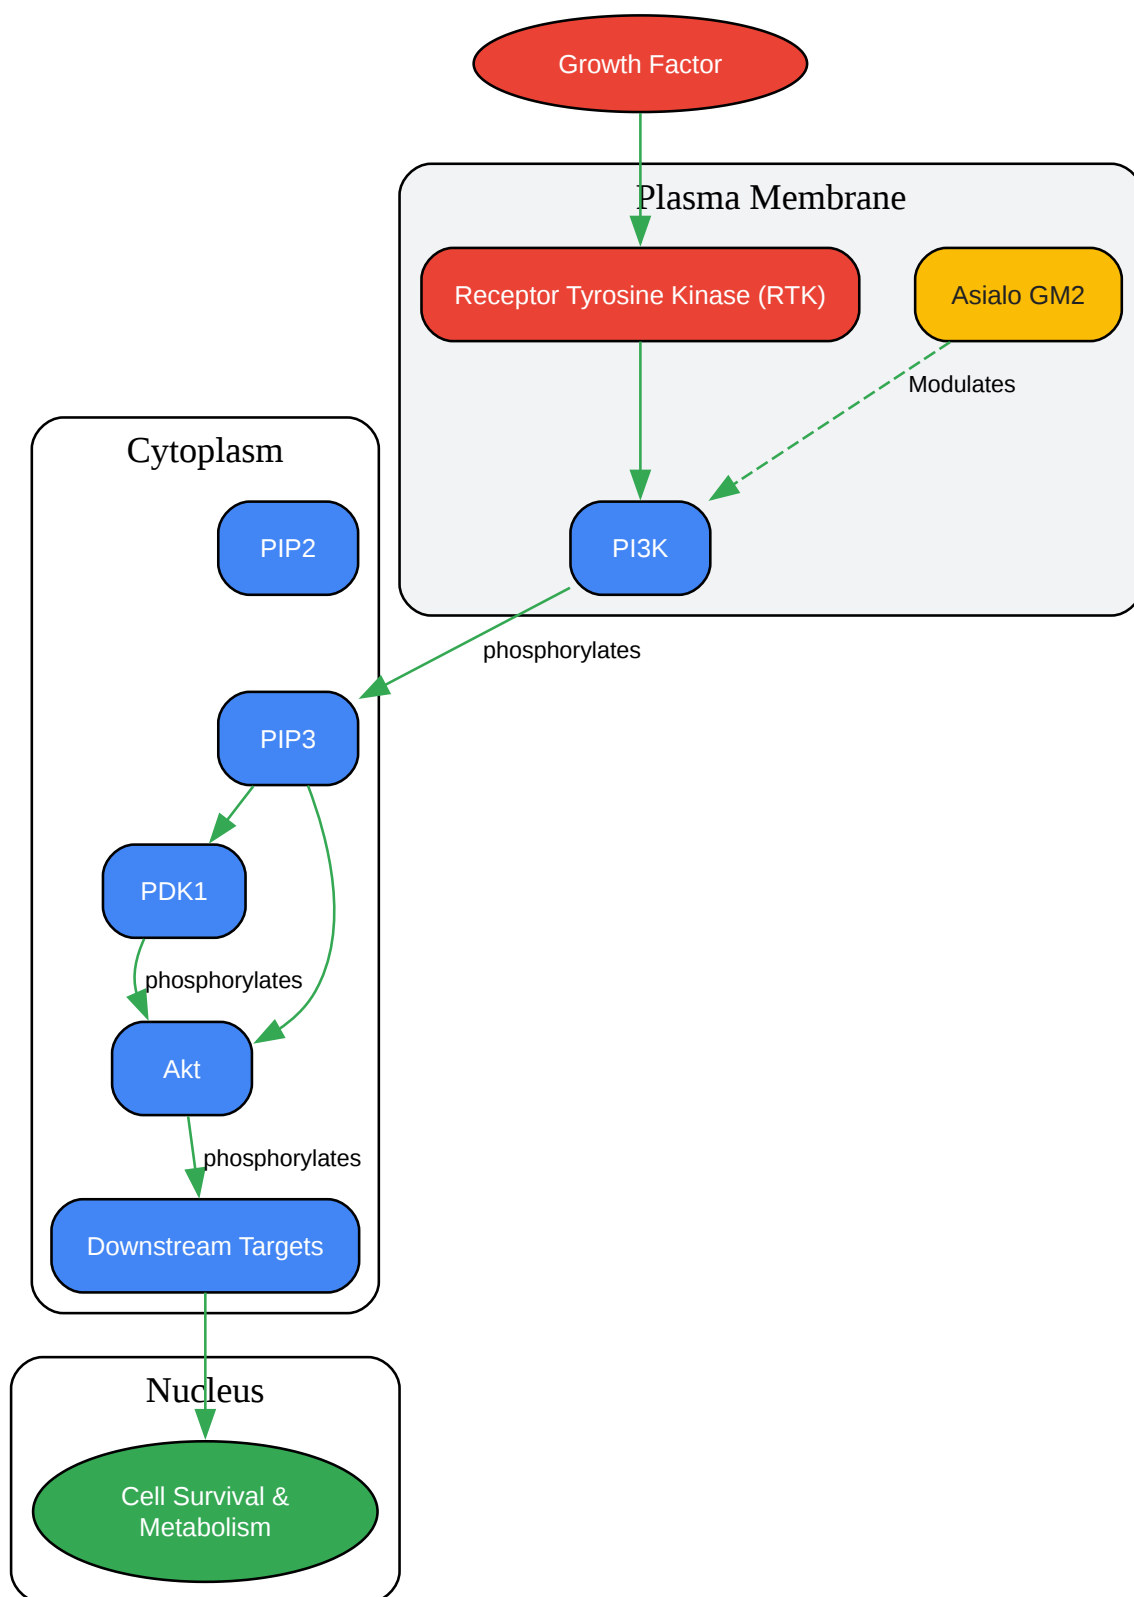 Growth Factor
Plasma Membrane
Receptor Tyrosine Kinase (RTK)
Asialo GM2
Modulates
Cytoplasm
PIP2
PI3K
phosphorylates
PIP3
PDK1
phosphorylates
Akt
phosphorylates
Downstream Targets
Nucleus
Cell Survival &
Metabolism